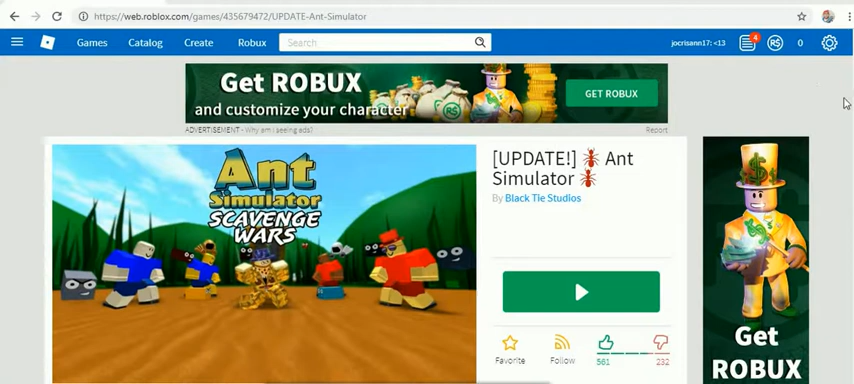 https://web.roblox.com/games/435679472/UPDATE-Ant-Simulator
Games Catalog Create Robux Search jocrisann17: <13 4 0
Get ROBUX
and customize your character
GET ROBUX
ADVERTISEMENT - Why am I seeing ads? Report
Ant
Simulator
SCAVENGE
WARS
[UPDATE!] Ant
Simulator
By Black Tie Studios
Favorite Follow 561 232
Get
ROBUX